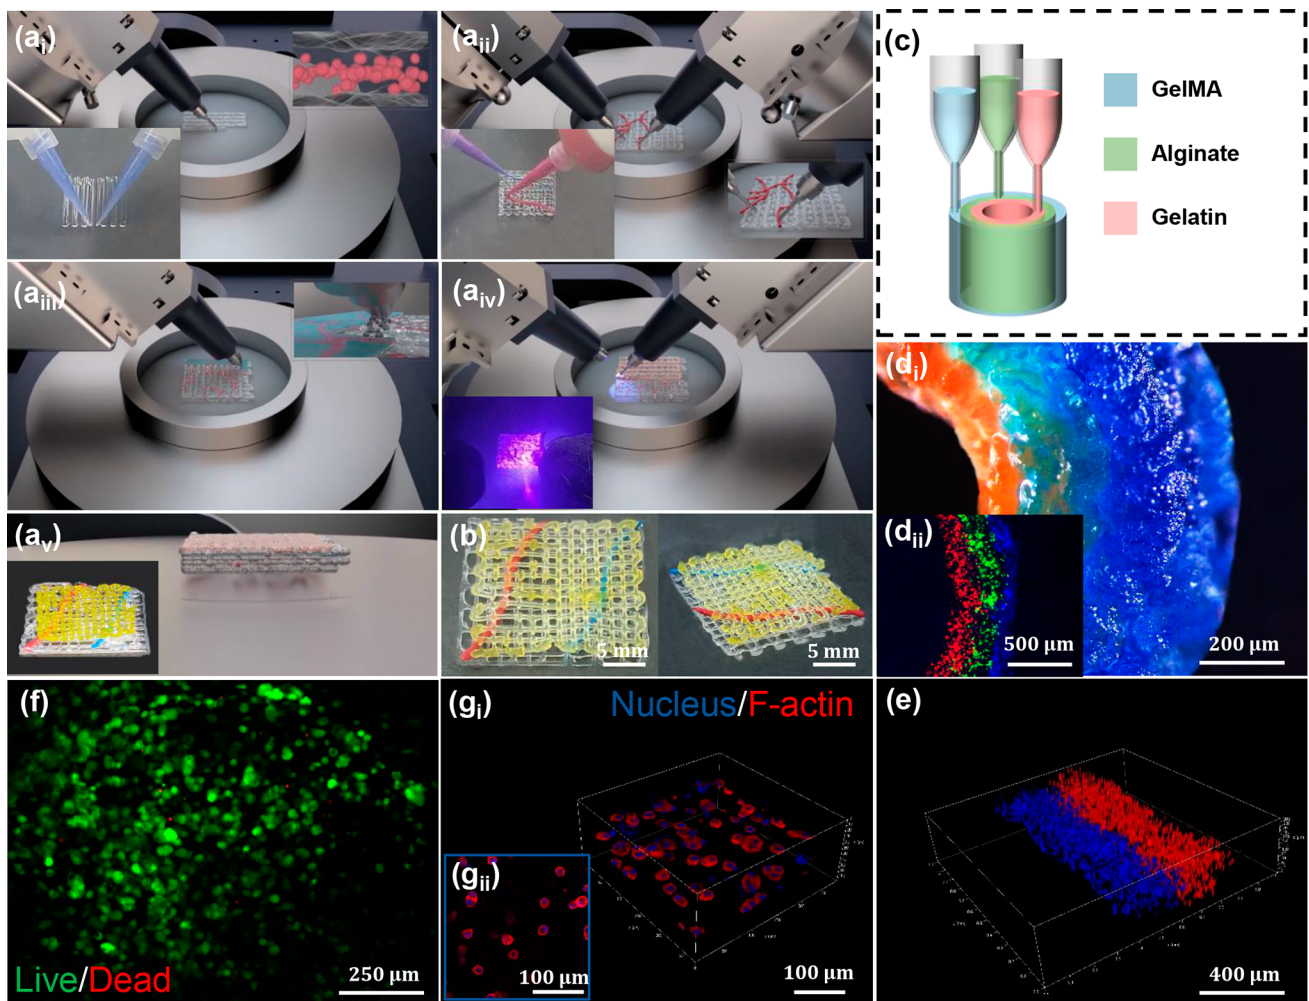 (ai)
(aii)
(c)
GelMA
Alginate
Gelatin
(aiii)
(aiv)
(di)
(dii)
500 µm
200 µm
(av)
(b)
5 mm
5 mm
(f)
Live/Dead
250 µm
(gi)
Nucleus/F-actin
(gii)
100 µm
100 µm
(e)
400 µm